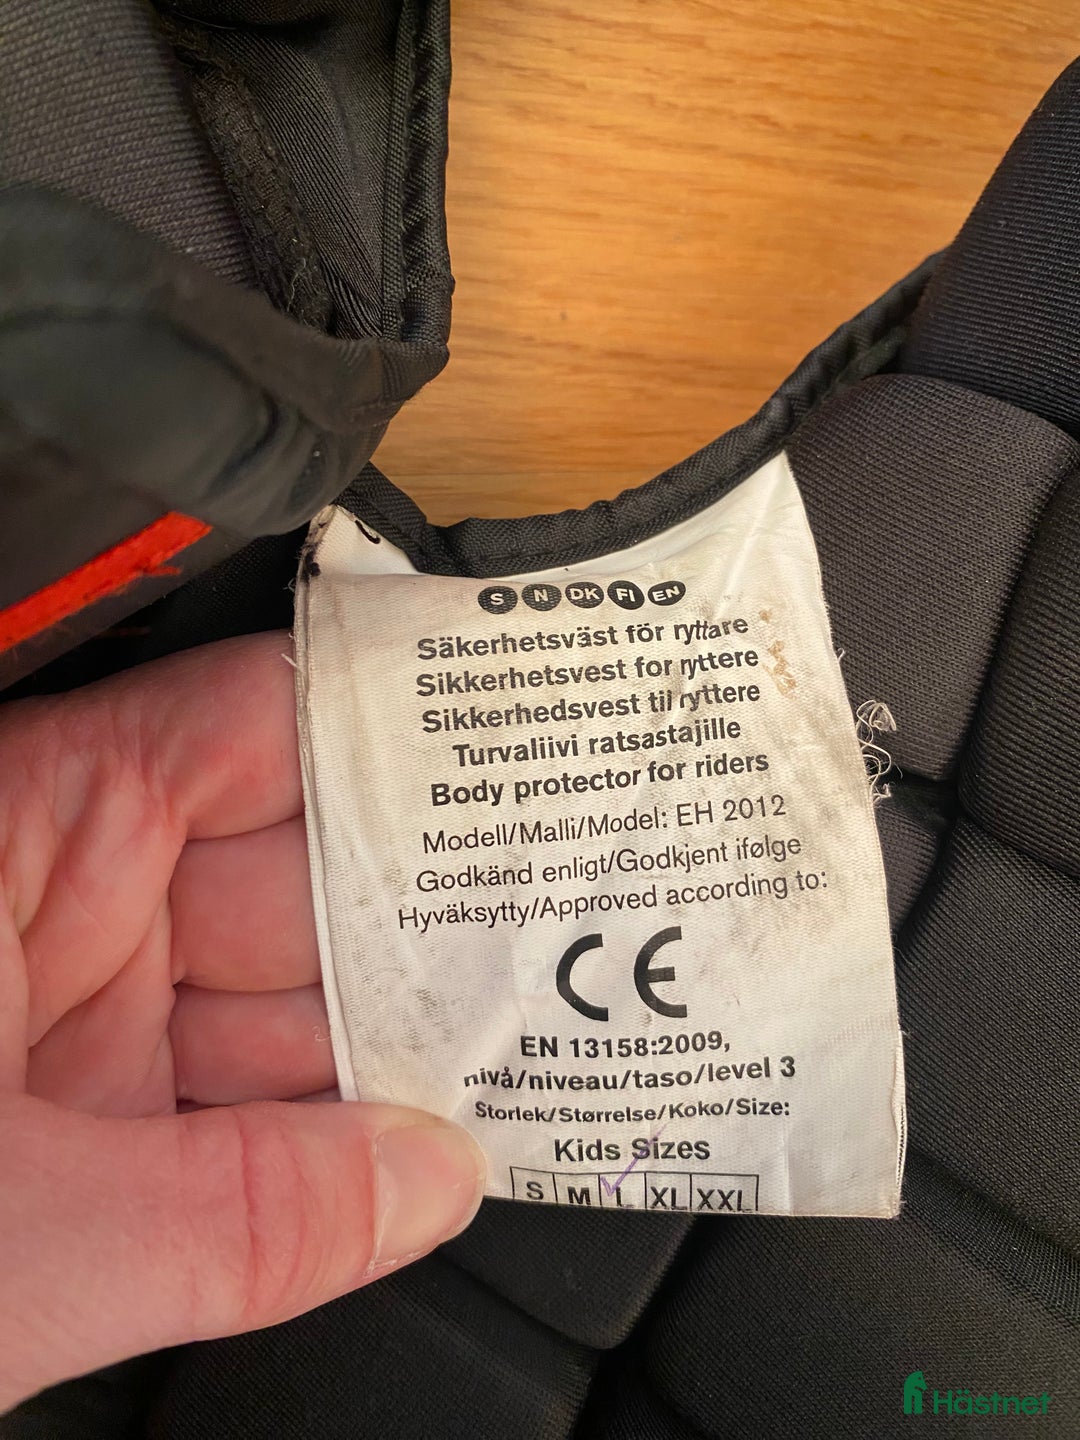 S N DK FI EN
Säkerhetsväst för ryttare
Sikkerhetsvest for ryttere
Sikkerhedsvest til ryttere
Turvaliivi ratsastajille
Body protector for riders
Modell/Malli/Model: EH 2012
Godkänd enligt/Godkjent ifølge
Hyväksytty/Approved according to:
CE
EN 13158:2009,
nivå/niveau/taso/level 3
Storlek/Størrelse/Koko/Size:
Kids Sizes
S M L XL XXL
Hästnet